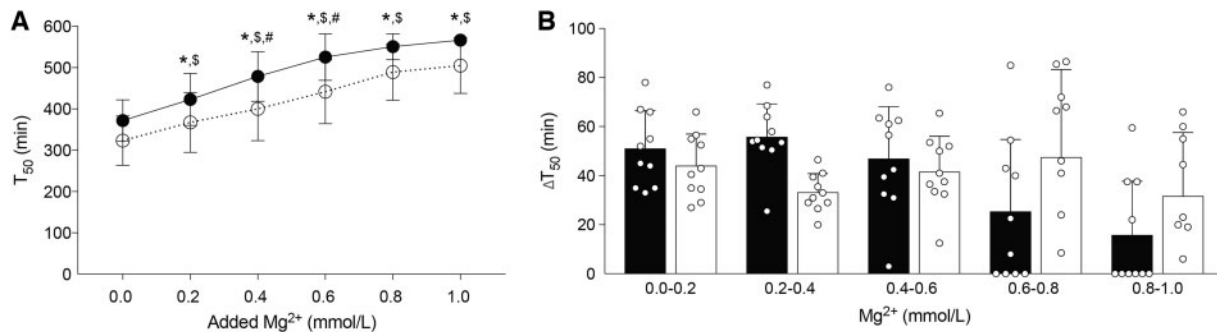 A
B
*,$
*,$,#
*,$,#
*,$
*,$
T50 (min)
600
500
400
300
200
100
0
0.0 0.2 0.4 0.6 0.8 1.0
Added Mg2+ (mmol/L)
ΔT50 (min)
100
80
60
40
20
0
0.0-0.2 0.2-0.4 0.4-0.6 0.6-0.8 0.8-1.0
Mg2+ (mmol/L)